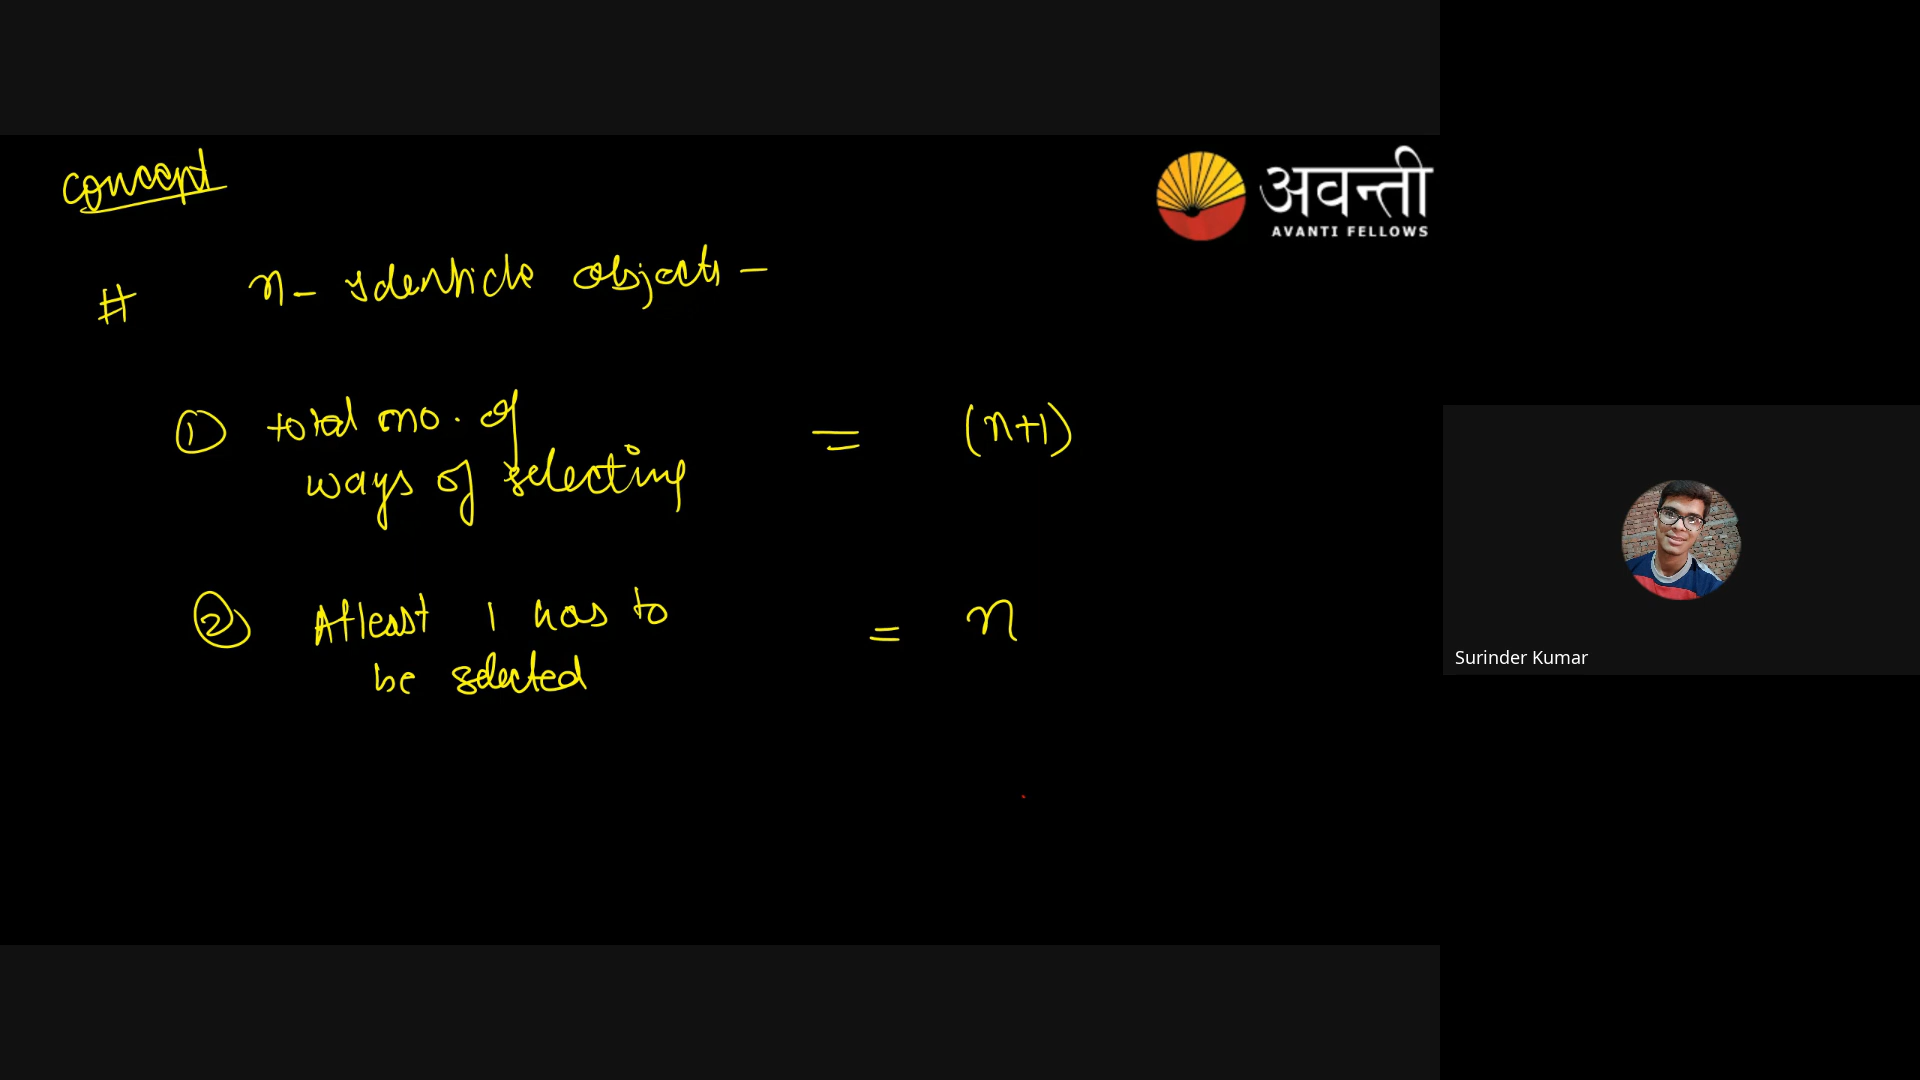 concept
अवन्ती
AVANTI FELLOWS
# n- Identicle objects -
① total no. of
ways of selecting = (n+1)
② Atleast 1 has to
be selected = n
Surinder Kumar